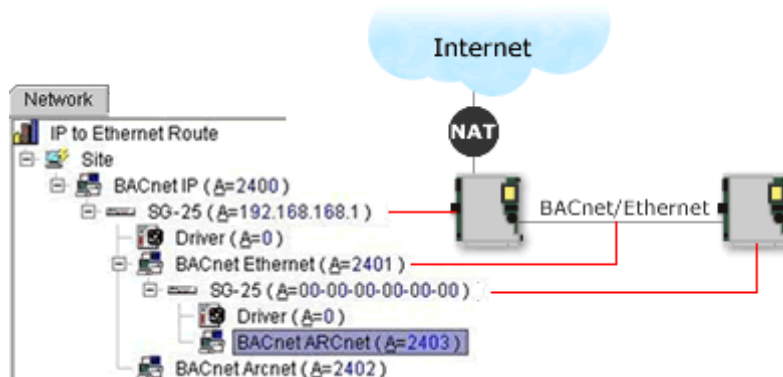 Internet
Network
IP to Ethernet Route
NAT
Site
BACnet IP (A=2400)
SG-25 (A=192.168.168.1)
BACnet/Ethernet
Driver (A=0)
BACnet Ethernet (A=2401)
SG-25 (A=00-00-00-00-00-00)
Driver (A=0)
BACnet ARCnet (A=2403)
BACnet Arcnet (A=2402)